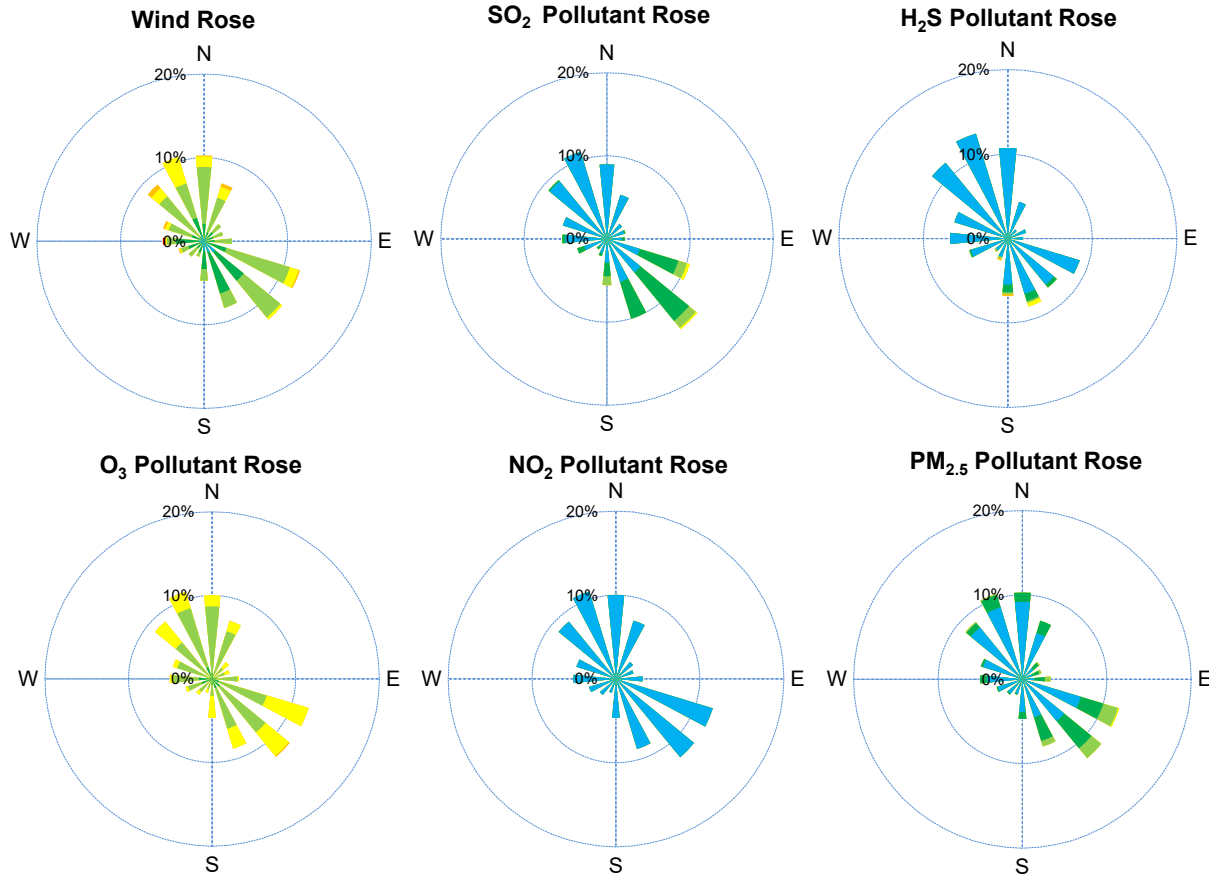 Wind Rose
N
20%
10%
W
0%
E
S
SO₂ Pollutant Rose
N
20%
10%
W
0%
E
S
H₂S Pollutant Rose
N
20%
10%
W
0%
E
S
O₃ Pollutant Rose
N
20%
10%
W
0%
E
S
NO₂ Pollutant Rose
N
20%
10%
W
0%
E
S
PM₂.₅ Pollutant Rose
N
20%
10%
W
0%
E
S